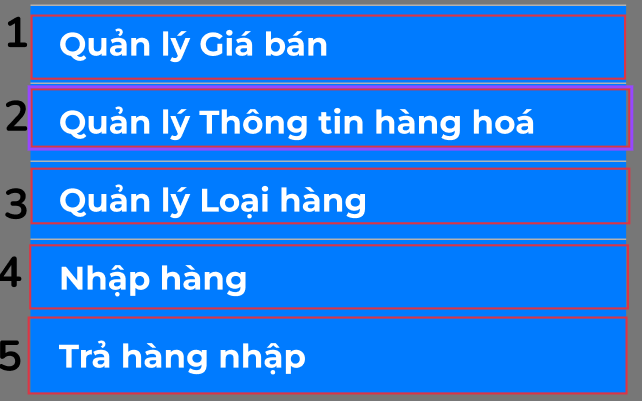 1 Quản lý Giá bán
2 Quản lý Thông tin hàng hoá
3 Quản lý Loại hàng
4 Nhập hàng
5 Trả hàng nhập